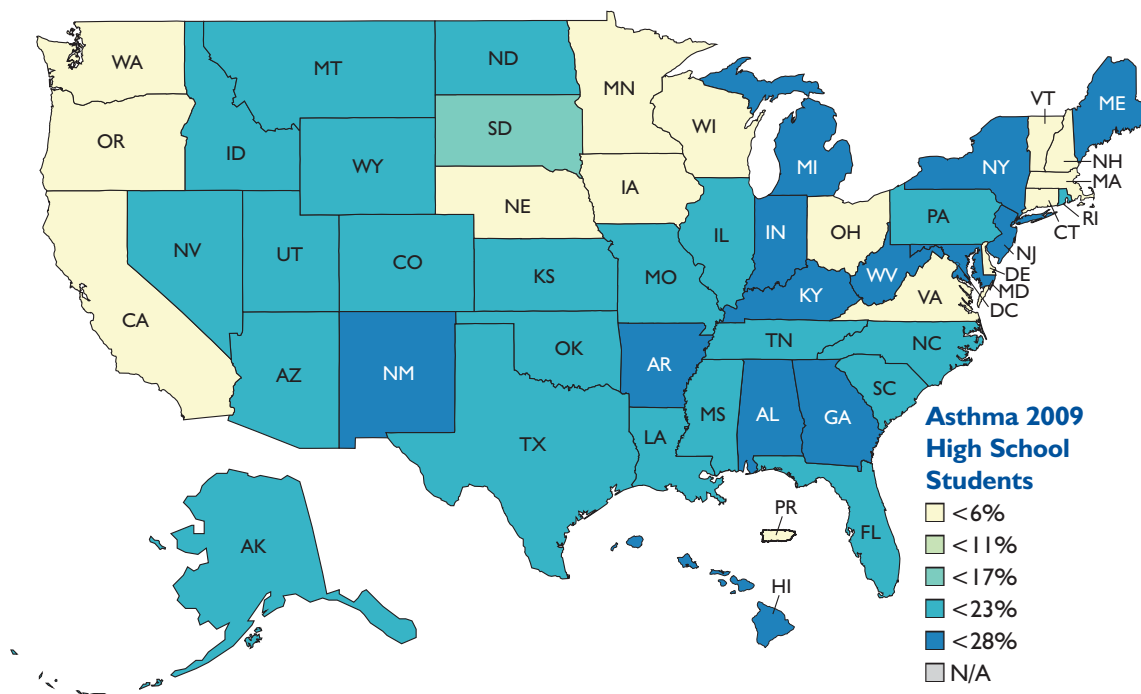 WA
MT
ND
MN
VT
ME
OR
ID
SD
WI
NH
MA
WY
MI
NY
RI
CT
NE
IA
PA
NJ
NV
UT
CO
KS
MO
IL
IN
OH
WV
DE
MD
DC
CA
KY
VA
AZ
NM
OK
AR
TN
NC
TX
LA
MS
AL
GA
SC
AK
PR
FL
HI
Asthma 2009
High School
Students
<6%
<11%
<17%
<23%
<28%
N/A